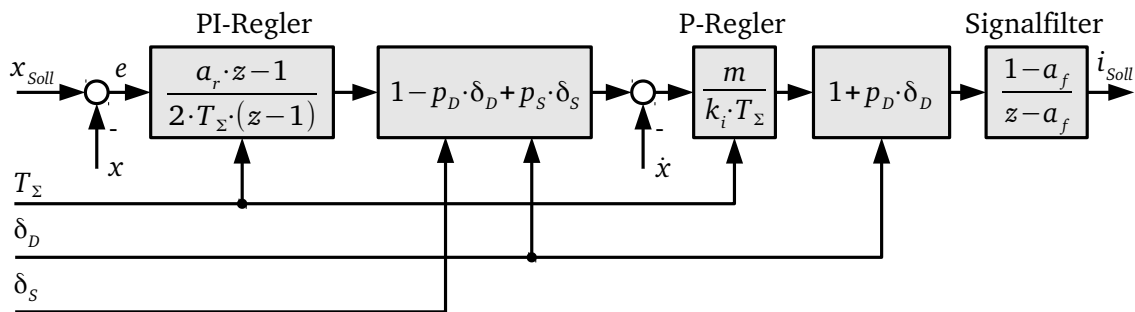 PI-Regler
P-Regler
Signalfilter
x_Soll
e
a_r·z−1
2·T_Σ·(z−1)
1−p_D·δ_D+p_S·δ_S
m
k_i·T_Σ
1+p_D·δ_D
1−a_f
z−a_f
i_Soll
-
x
-
ẋ
T_Σ
δ_D
δ_S